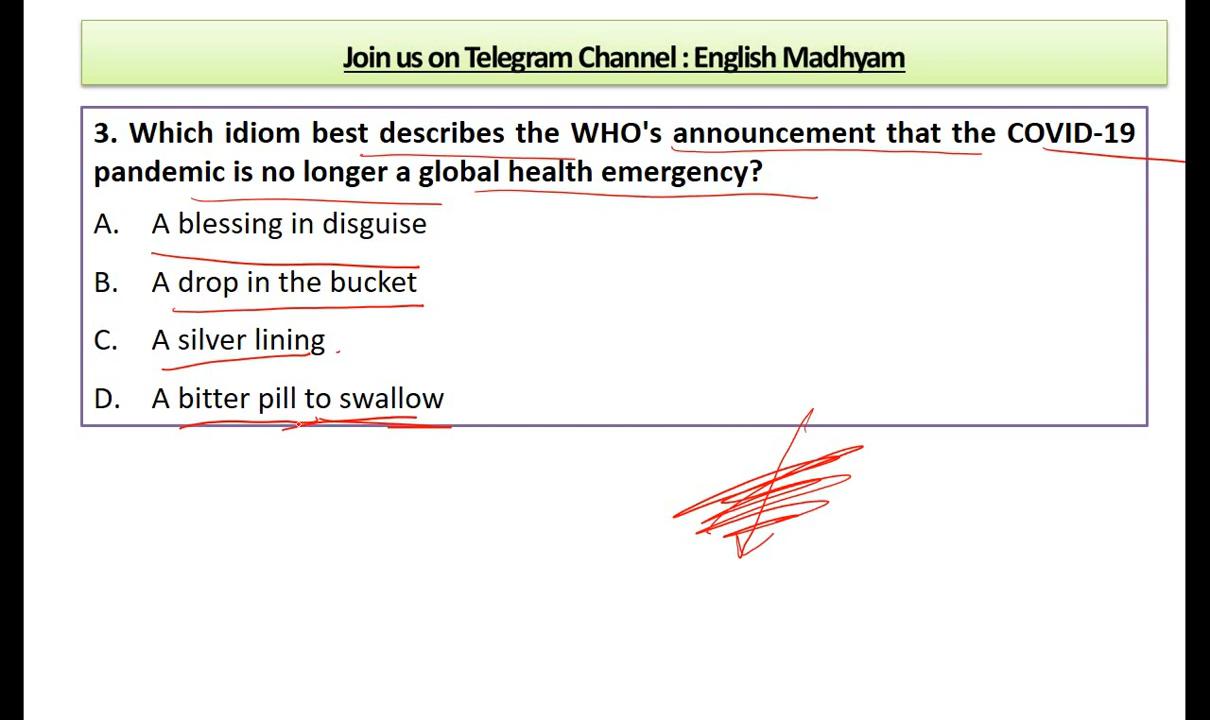 Join us on Telegram Channel : English Madhyam
3. Which idiom best describes the WHO's announcement that the COVID-19
pandemic is no longer a global health emergency?
A. A blessing in disguise
B. A drop in the bucket
C. A silver lining
D. A bitter pill to swallow